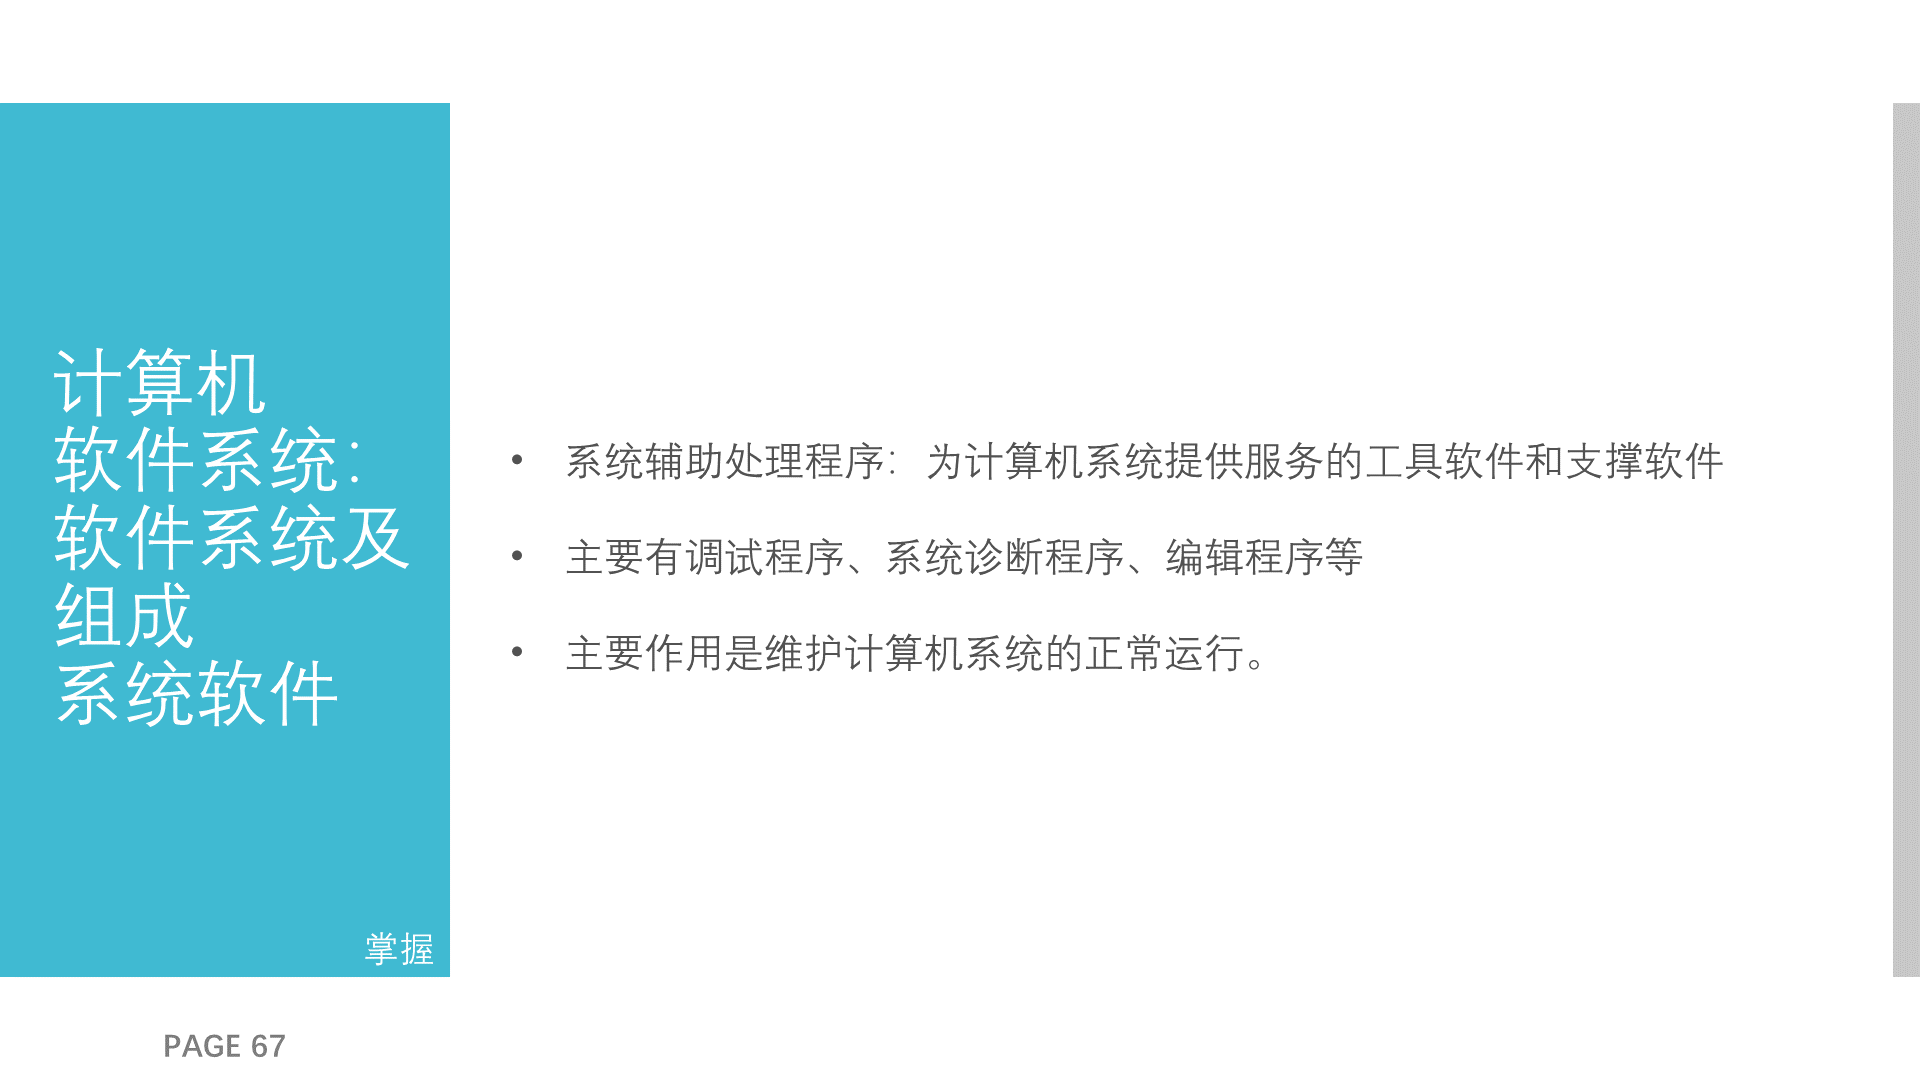 计算机
软件系统：
软件系统及
组成
系统软件
掌握
• 系统辅助处理程序：为计算机系统提供服务的工具软件和支撑软件
• 主要有调试程序、系统诊断程序、编辑程序等
• 主要作用是维护计算机系统的正常运行。
PAGE 67